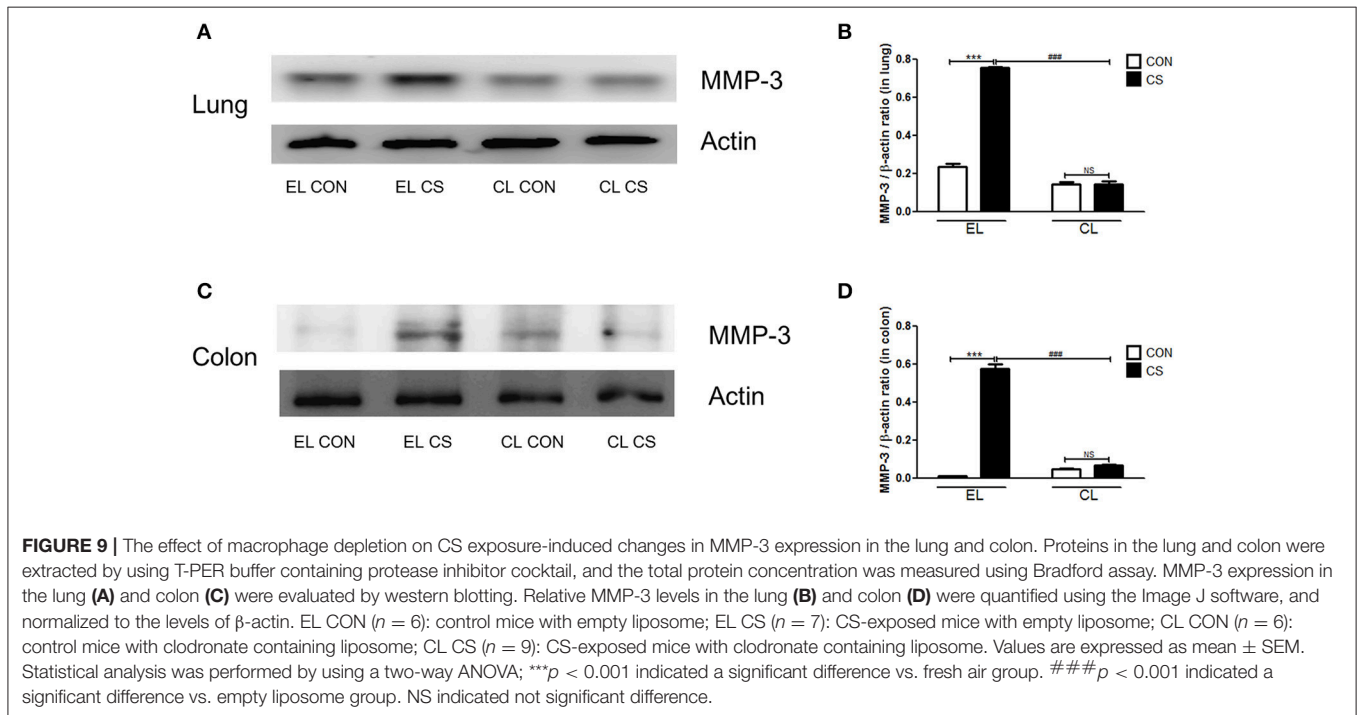 A
Lung
MMP-3
Actin
EL CON EL CS CL CON CL CS
B
MMP-3 / β-actin ratio (in lung)
0.8
0.6
0.4
0.2
0.0
*** ###
NS
EL CL
CON
CS
C
Colon
MMP-3
Actin
EL CON EL CS CL CON CL CS
D
MMP-3 / β-actin ratio (in colon)
0.8
0.6
0.4
0.2
0.0
*** ###
NS
EL CL
CON
CS
FIGURE 9 | The effect of macrophage depletion on CS exposure-induced changes in MMP-3 expression in the lung and colon. Proteins in the lung and colon were
extracted by using T-PER buffer containing protease inhibitor cocktail, and the total protein concentration was measured using Bradford assay. MMP-3 expression in
the lung (A) and colon (C) were evaluated by western blotting. Relative MMP-3 levels in the lung (B) and colon (D) were quantified using the Image J software, and
normalized to the levels of β-actin. EL CON (n = 6): control mice with empty liposome; EL CS (n = 7): CS-exposed mice with empty liposome; CL CON (n = 6):
control mice with clodronate containing liposome; CL CS (n = 9): CS-exposed mice with clodronate containing liposome. Values are expressed as mean ± SEM.
Statistical analysis was performed by using a two-way ANOVA; ***p < 0.001 indicated a significant difference vs. fresh air group. ###p < 0.001 indicated a
significant difference vs. empty liposome group. NS indicated not significant difference.